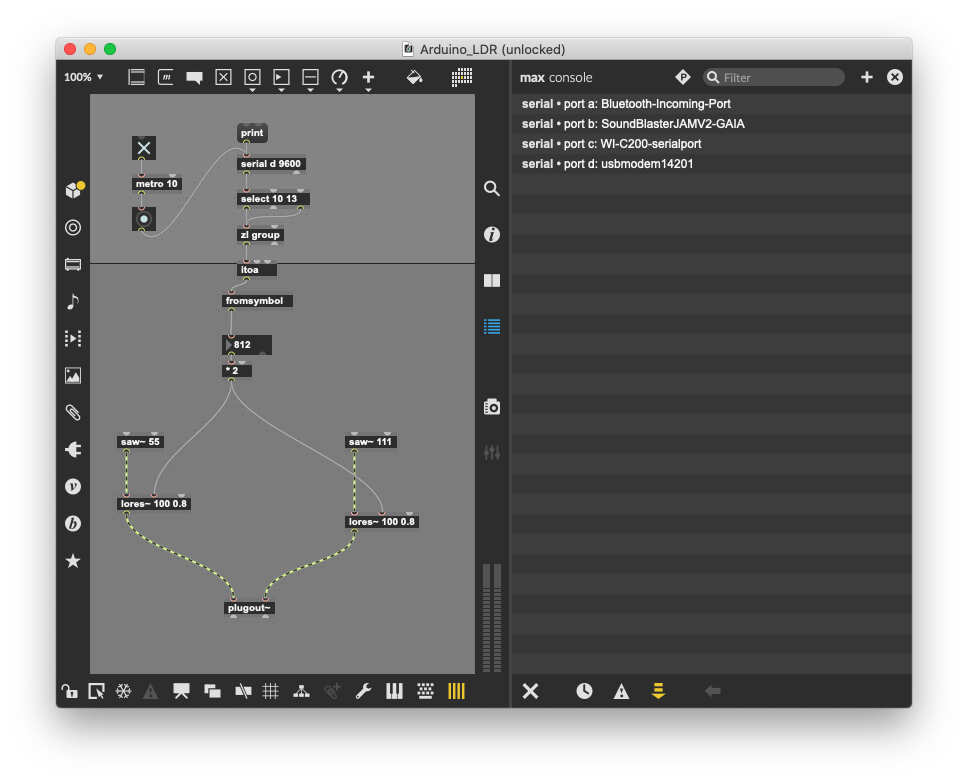 Arduino_LDR (unlocked)
100%
m
max console
P
Filter
print
serial d 9600
metro 10
select 10 13
zl group
itoa
fromsymbol
812
* 2
saw~ 55
saw~ 111
lores~ 100 0.8
lores~ 100 0.8
plugout~
serial • port a: Bluetooth-Incoming-Port
serial • port b: SoundBlasterJAMV2-GAIA
serial • port c: WI-C200-serialport
serial • port d: usbmodem14201
i
v
b